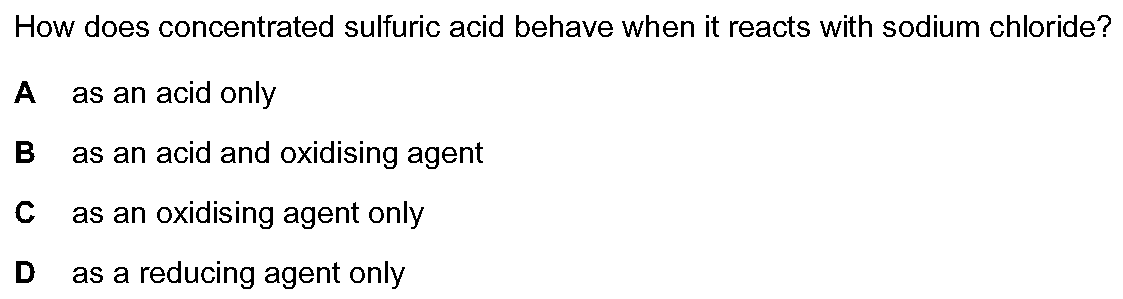 How does concentrated sulfuric acid behave when it reacts with sodium chloride?
A as an acid only
B as an acid and oxidising agent
C as an oxidising agent only
D as a reducing agent only